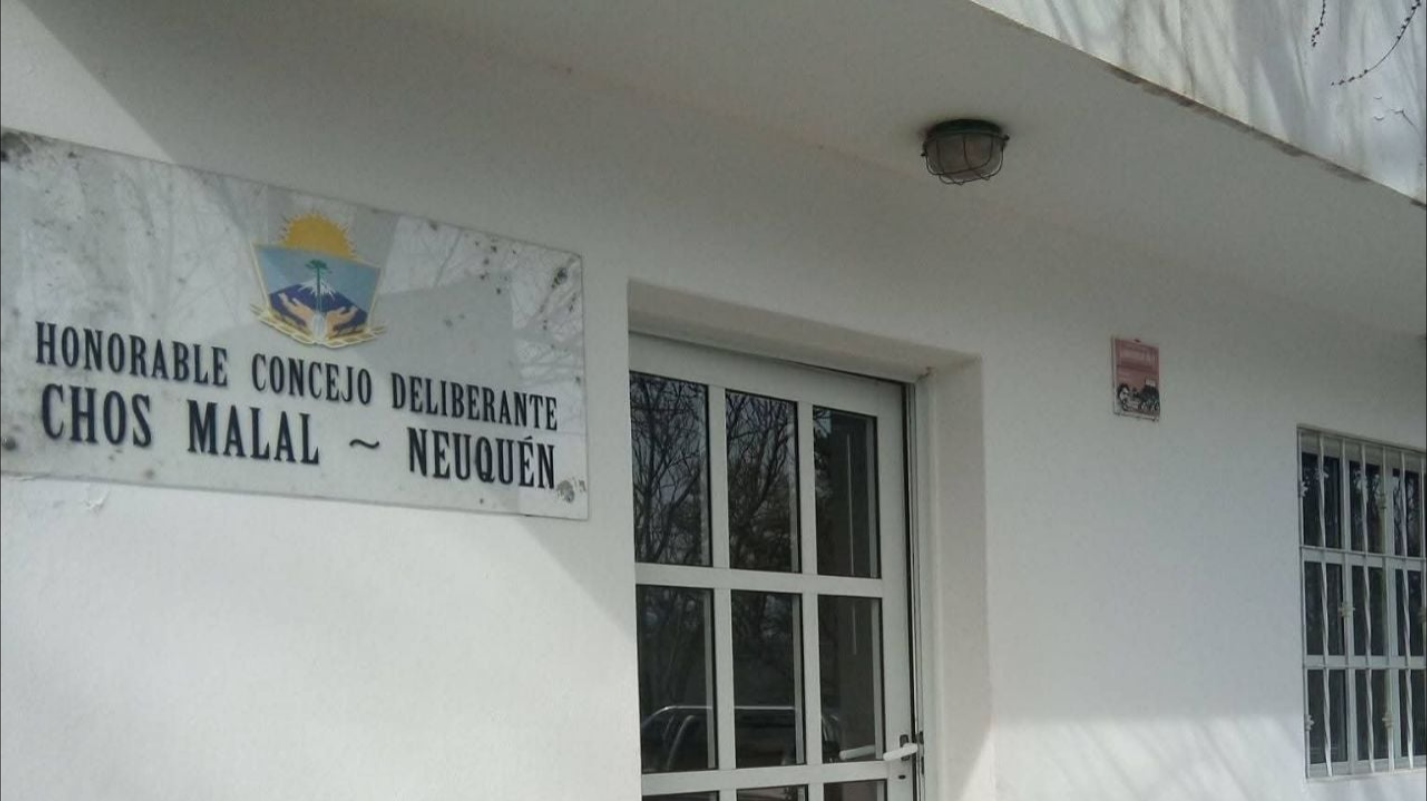 HONORABLE CONCEJO DELIBERANTE
CHOS MALAL ~ NEUQUÉN